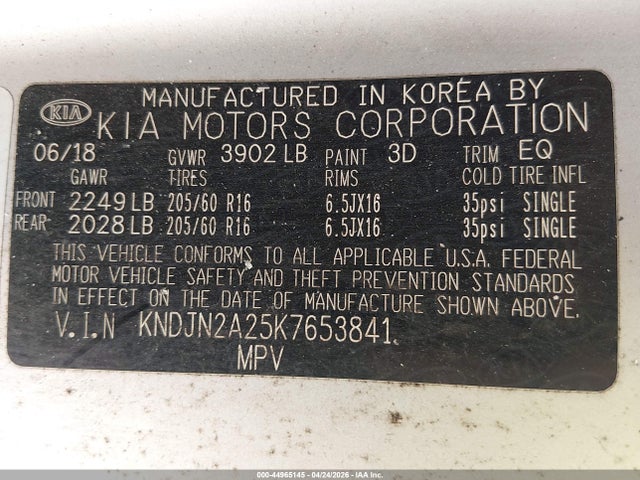 MANUFACTURED IN KOREA BY
KIA KIA MOTORS CORPORATION
06/18 GVWR 3902 LB PAINT 3D TRIM EQ
GAWR TIRES RIMS COLD TIRE INFL
FRONT 2249 LB 205/60 R16 6.5JX16 35psi SINGLE
REAR 2028 LB 205/60 R16 6.5JX16 35psi SINGLE
THIS VEHICLE CONFORMS TO ALL APPLICABLE U.S.A. FEDERAL
MOTOR VEHICLE SAFETY AND THEFT PREVENTION STANDARDS
IN EFFECT ON THE DATE OF MANUFACTURE SHOWN ABOVE.
V.I.N KNDJN2A25K7653841
MPV
000-44965145 - 04/24/2026 - IAA Inc.